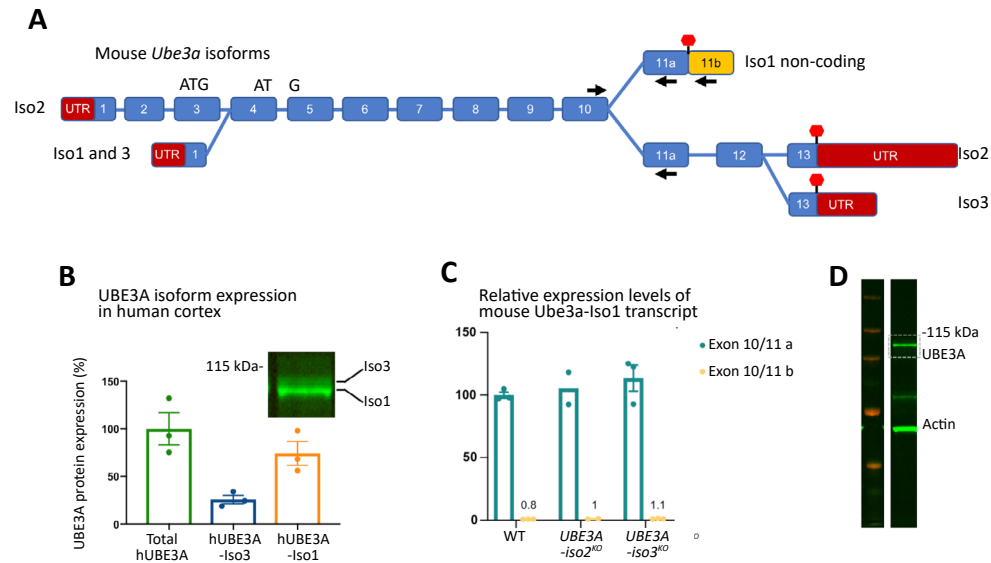 A
Mouse Ube3a isoforms
ATG
AT G
Iso2
UTR 1 2 3 4 5 6 7 8 9 10
11a 11b
Iso1 non-coding
Iso1 and 3
UTR 1
11a 12 13 UTR
Iso2
13 UTR
Iso3
B
UBE3A isoform expression
in human cortex
115 kDa-
Iso3
Iso1
UBE3A protein expression (%)
150
100
50
0
Total
hUBE3A
hUBE3A
-Iso3
hUBE3A
-Iso1
C
Relative expression levels of
mouse Ube3a-Iso1 transcript
150
100
50
0
Exon 10/11 a
Exon 10/11 b
0.8
1
1.1
WT
UBE3A
-iso2KO
UBE3A
-iso3KO
D
-115 kDa
UBE3A
Actin